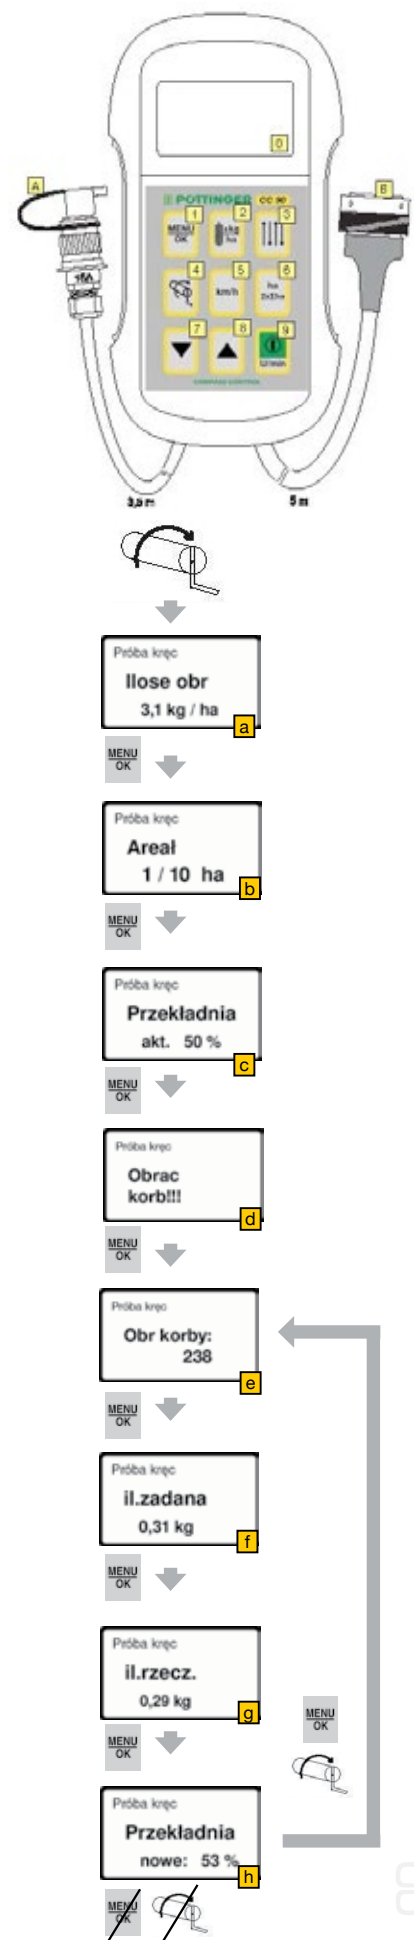 0
A
B
PÖTTINGER CC 90
1
MENU
OK
2
kg
ha
3
4
5
km/h
6
ha
7
8
9
COMPASS CONTROL
3,5 m
5 m
Próba kręc
Ilose obr
3,1 kg / ha
a
MENU
OK
Próba kręc
Areał
1 / 10 ha
b
MENU
OK
Próba kręc
Przekładnia
akt. 50 %
c
MENU
OK
Próba kręc
Obrac
korb!!!
d
MENU
OK
Próba kręc
Obr korby:
238
e
MENU
OK
Próba kręc
il.zadana
0,31 kg
f
MENU
OK
Próba kręc
il.rzecz.
0,29 kg
g
MENU
OK
MENU
OK
Próba kręc
Przekładnia
nowe: 53 %
h
MENU
OK